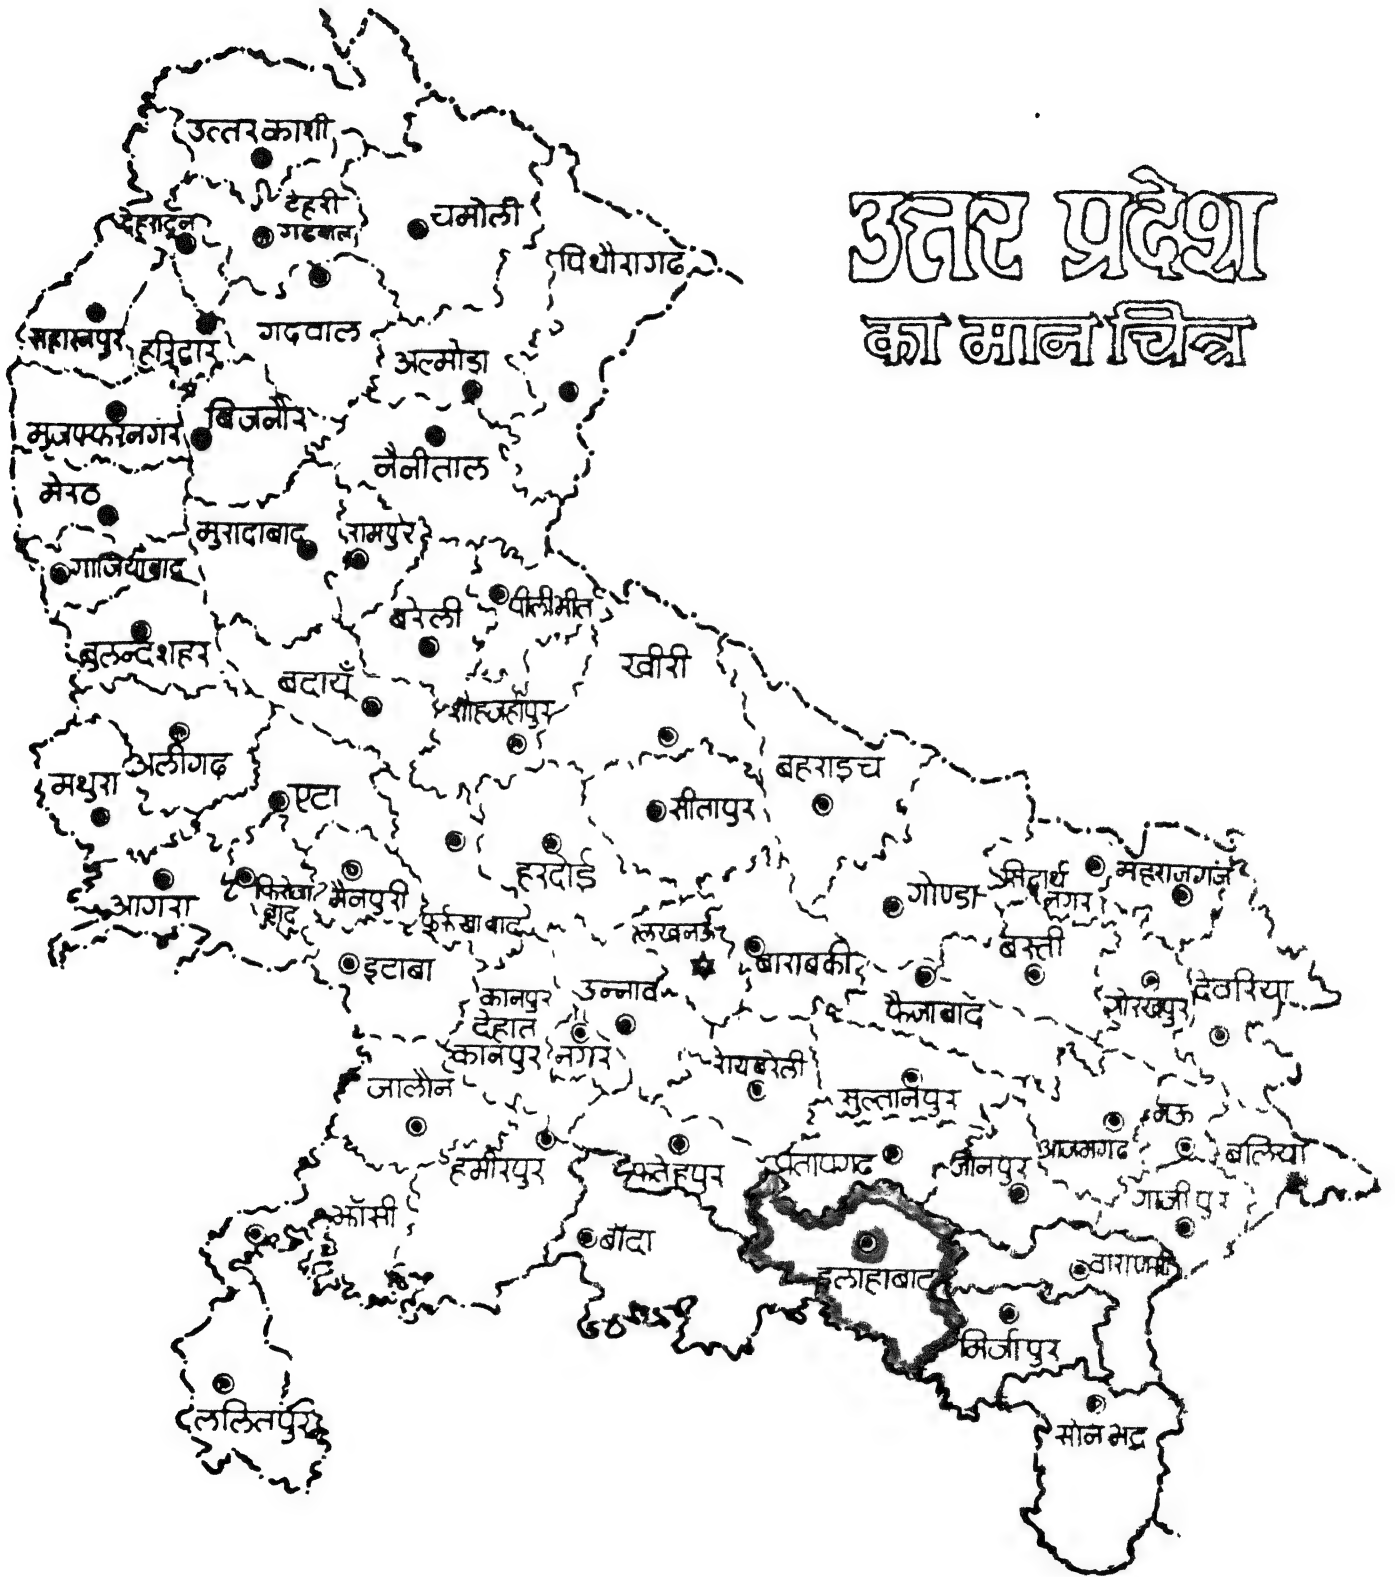 उत्तरकाशी
टेहरी
गढवाल
चमोली
देहरादून
पिथौरागढ
उत्तर प्रदेश
का मान चित्र
सहारनपुर
हरिद्वार
गढवाल
अल्मोडा
मुजफ्फरनगर
बिजनौर
नैनीताल
मेरठ
मुरादाबाद
रामपुर
गाजियाबाद
बरेली
पीलीभीत
बुलन्दशहर
बदायूँ
खीरी
शाहजहाँपुर
मथुरा
अलीगढ
एटा
सीतापुर
बहराइच
आगरा
फिरोजा
बाद
मैनपुरी
हरदोई
फर्रुखाबाद
गोण्डा
सिद्दार्थ
नगर
महराजगंज
लखनऊ
बाराबकी
बस्ती
इटावा
कानपुर
देहात
उन्नाव
फैजाबाद
गोरखपुर
देवरिया
कानपुर नगर
जालौन
रायबरेली
सुल्तानपुर
मऊ
हमीरपुर
फतेहपुर
प्रतापगढ
जौनपुर
आजमगढ
बलिया
झाँसी
बाँदा
गाजीपुर
इलाहाबाद
वाराणसी
मिर्जापुर
ललितपुर
सोनभद्र